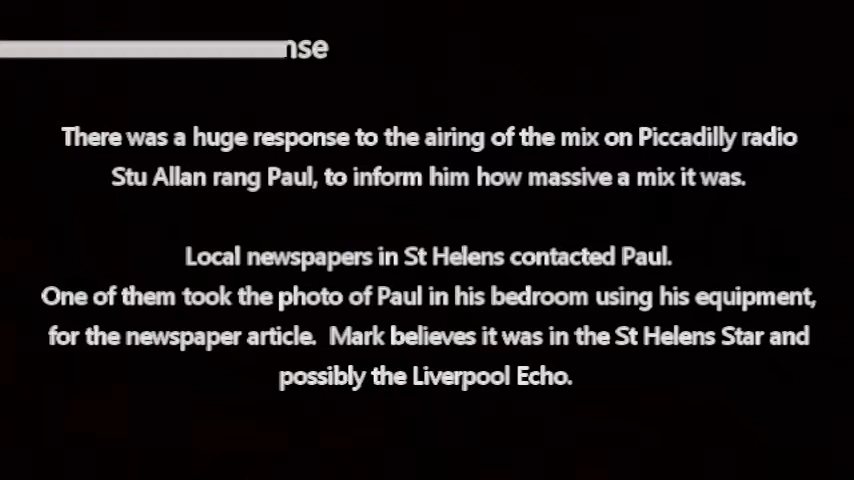 There was a huge response to the airing of the mix on Piccadilly radio
Stu Allan rang Paul, to inform him how massive a mix it was.
Local newspapers in St Helens contacted Paul.
One of them took the photo of Paul in his bedroom using his equipment,
for the newspaper article. Mark believes it was in the St Helens Star and
possibly the Liverpool Echo.